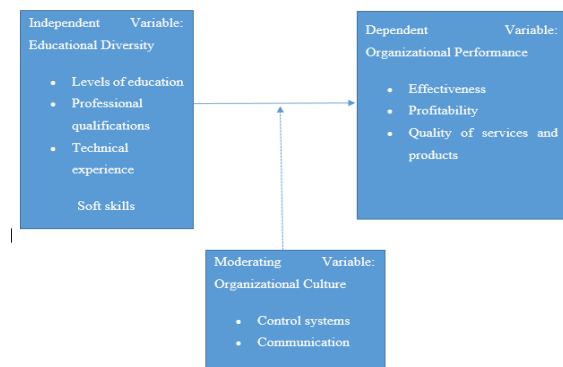 Independent Variable:
Educational Diversity
• Levels of education
• Professional
qualifications
• Technical
experience
Soft skills
Dependent Variable:
Organizational Performance
• Effectiveness
• Profitability
• Quality of services and
products
Moderating Variable:
Organizational Culture
• Control systems
• Communication